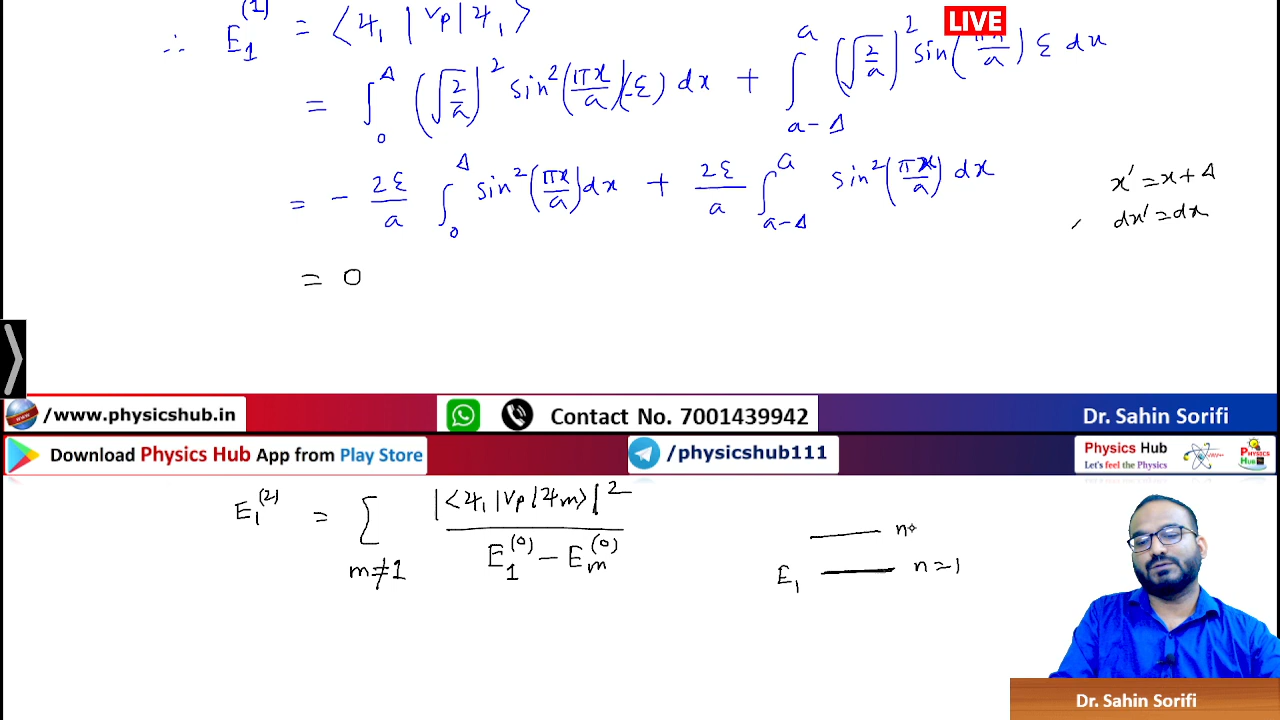 ∴ E₁⁽¹⁾ = ⟨Ψ₁ | Vp | Ψ₁⟩
LIVE
= ∫₀^Δ (√2/a)² sin²(πx/a)(-ε) dx + ∫_{a-Δ}^a (√2/a)² sin(πx/a) ε dx
= - 2ε/a ∫₀^Δ sin²(πx/a) dx + 2ε/a ∫_{a-Δ}^a sin²(πx/a) dx
x' = x + Δ
dx' = dx
= 0
/www.physicshub.in
Contact No. 7001439942
Dr. Sahin Sorifi
Download Physics Hub App from Play Store
/physicshub111
Physics Hub
Let's feel the Physics
PHYSICS HUB
E₁⁽²⁾ = Σ_{m≠1} |⟨Ψ₁|Vp|Ψm⟩|² / E₁⁽⁰⁾ - Em⁽⁰⁾
n
E₁ n=1
Dr. Sahin Sorifi